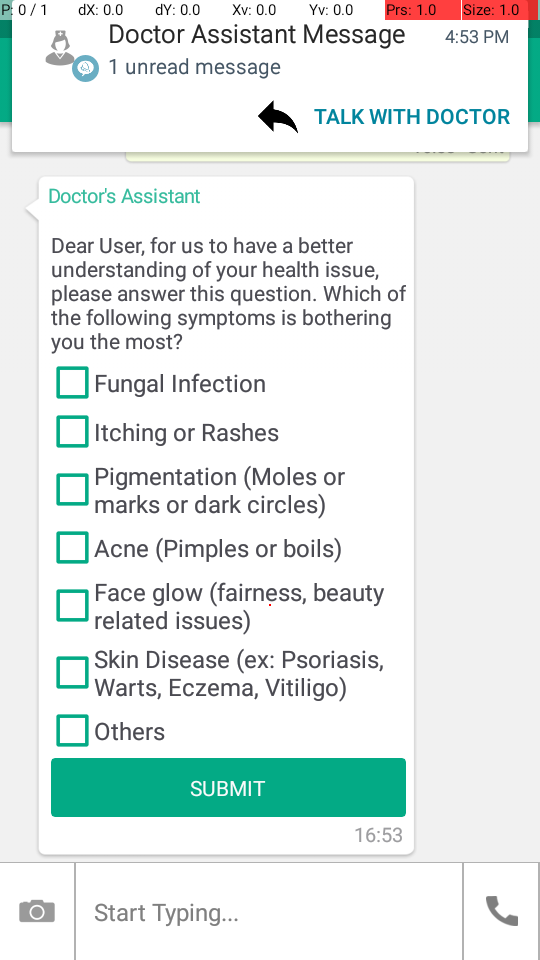 P: 0 / 1 dX: 0.0 dY: 0.0 Xv: 0.0 Yv: 0.0 Prs: 1.0 Size: 1.0
Doctor Assistant Message 4:53 PM
1 unread message
TALK WITH DOCTOR
Doctor's Assistant
Dear User, for us to have a better
understanding of your health issue,
please answer this question. Which of
the following symptoms is bothering
you the most?
Fungal Infection
Itching or Rashes
Pigmentation (Moles or
marks or dark circles)
Acne (Pimples or boils)
Face glow (fairness, beauty
related issues)
Skin Disease (ex: Psoriasis,
Warts, Eczema, Vitiligo)
Others
SUBMIT
16:53
Start Typing...